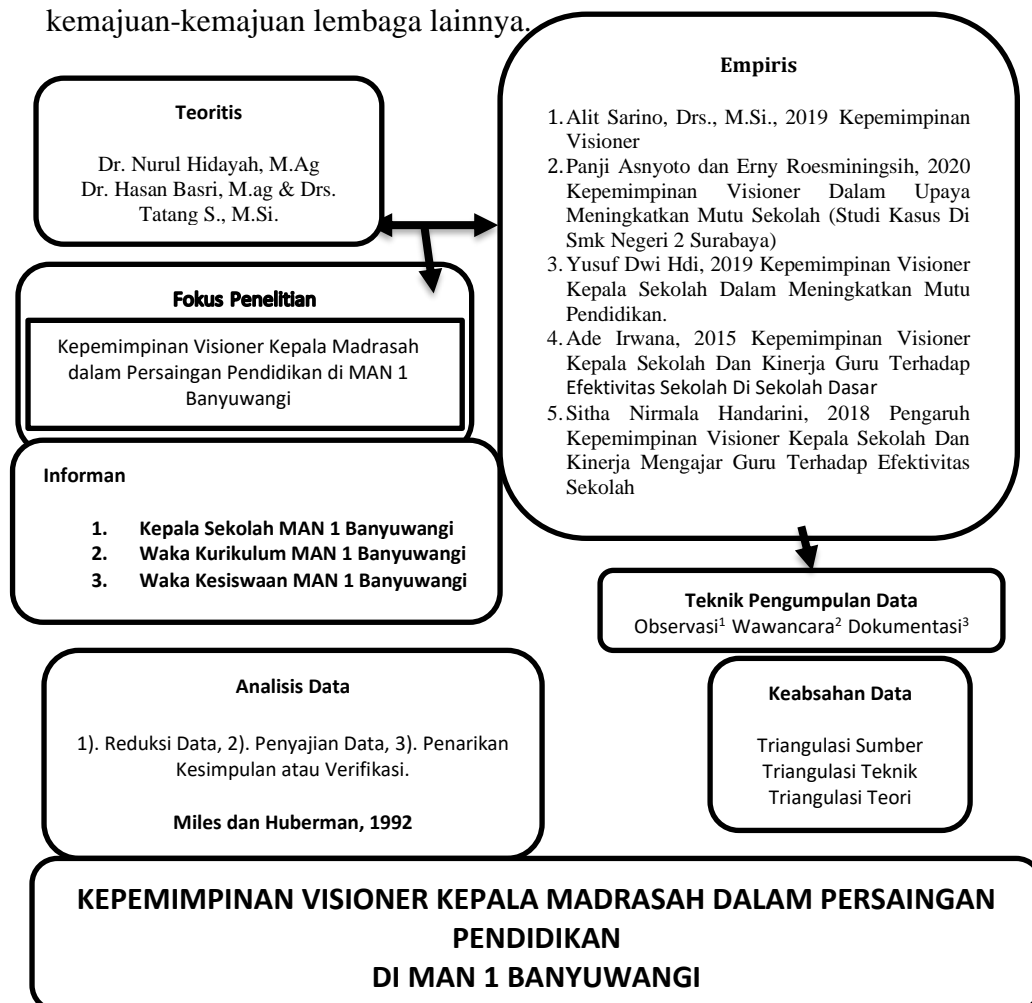 kemajuan-kemajuan lembaga lainnya.
Teoritis
Dr. Nurul Hidayah, M.Ag
Dr. Hasan Basri, M.ag & Drs.
Tatang S., M.Si.
Empiris
1. Alit Sarino, Drs., M.Si., 2019 Kepemimpinan
Visioner
2. Panji Asnyoto dan Erny Roesminingsih, 2020
Kepemimpinan Visioner Dalam Upaya
Meningkatkan Mutu Sekolah (Studi Kasus Di
Smk Negeri 2 Surabaya)
3. Yusuf Dwi Hdi, 2019 Kepemimpinan Visioner
Kepala Sekolah Dalam Meningkatkan Mutu
Pendidikan.
4. Ade Irwana, 2015 Kepemimpinan Visioner
Kepala Sekolah Dan Kinerja Guru Terhadap
Efektivitas Sekolah Di Sekolah Dasar
5. Sitha Nirmala Handarini, 2018 Pengaruh
Kepemimpinan Visioner Kepala Sekolah Dan
Kinerja Mengajar Guru Terhadap Efektivitas
Sekolah
Fokus Penelitian
Kepemimpinan Visioner Kepala Madrasah
dalam Persaingan Pendidikan di MAN 1
Banyuwangi
Informan
1. Kepala Sekolah MAN 1 Banyuwangi
2. Waka Kurikulum MAN 1 Banyuwangi
3. Waka Kesiswaan MAN 1 Banyuwangi
Teknik Pengumpulan Data
Observasi¹ Wawancara² Dokumentasi³
Analisis Data
1). Reduksi Data, 2). Penyajian Data, 3). Penarikan
Kesimpulan atau Verifikasi.
Miles dan Huberman, 1992
Keabsahan Data
Triangulasi Sumber
Triangulasi Teknik
Triangulasi Teori
KEPEMIMPINAN VISIONER KEPALA MADRASAH DALAM PERSAINGAN
PENDIDIKAN
DI MAN 1 BANYUWANGI